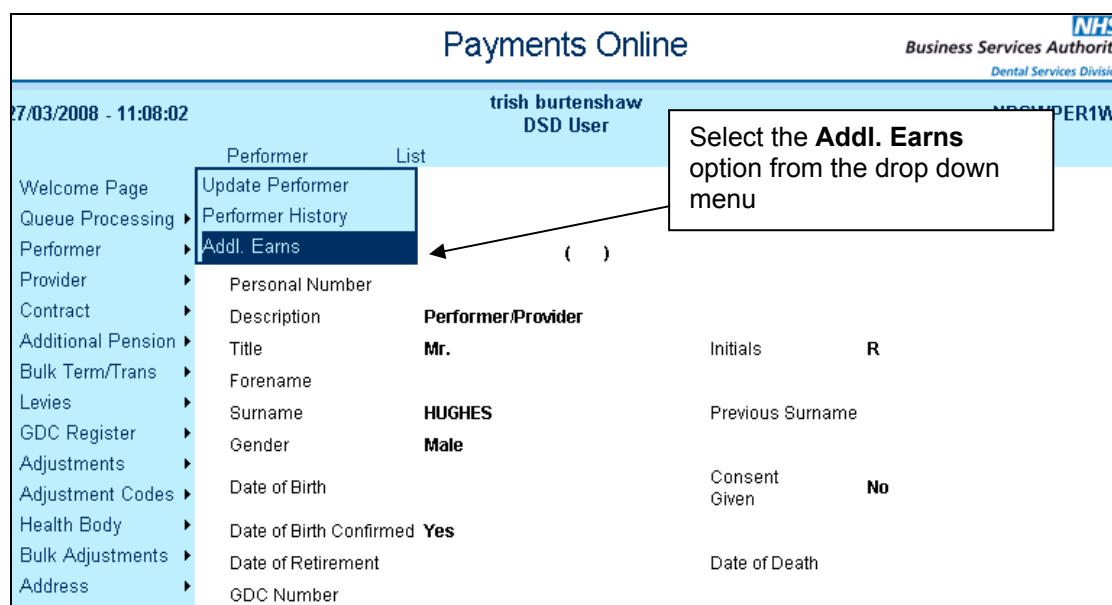 Payments Online
NHS
Business Services Authorit
Dental Services Divisi
27/03/2008 - 11:08:02
trish burtenshaw
DSD User
PER1W
Select the Addl. Earns
option from the drop down
menu
Performer List
Welcome Page
Queue Processing
Performer
Provider
Contract
Additional Pension
Bulk Term/Trans
Levies
GDC Register
Adjustments
Adjustment Codes
Health Body
Bulk Adjustments
Address
Update Performer
Performer History
Addl. Earns
( )
Personal Number
Description Performer/Provider
Title Mr. Initials R
Forename
Surname HUGHES Previous Surname
Gender Male
Date of Birth Consent Given No
Date of Birth Confirmed Yes
Date of Retirement Date of Death
GDC Number